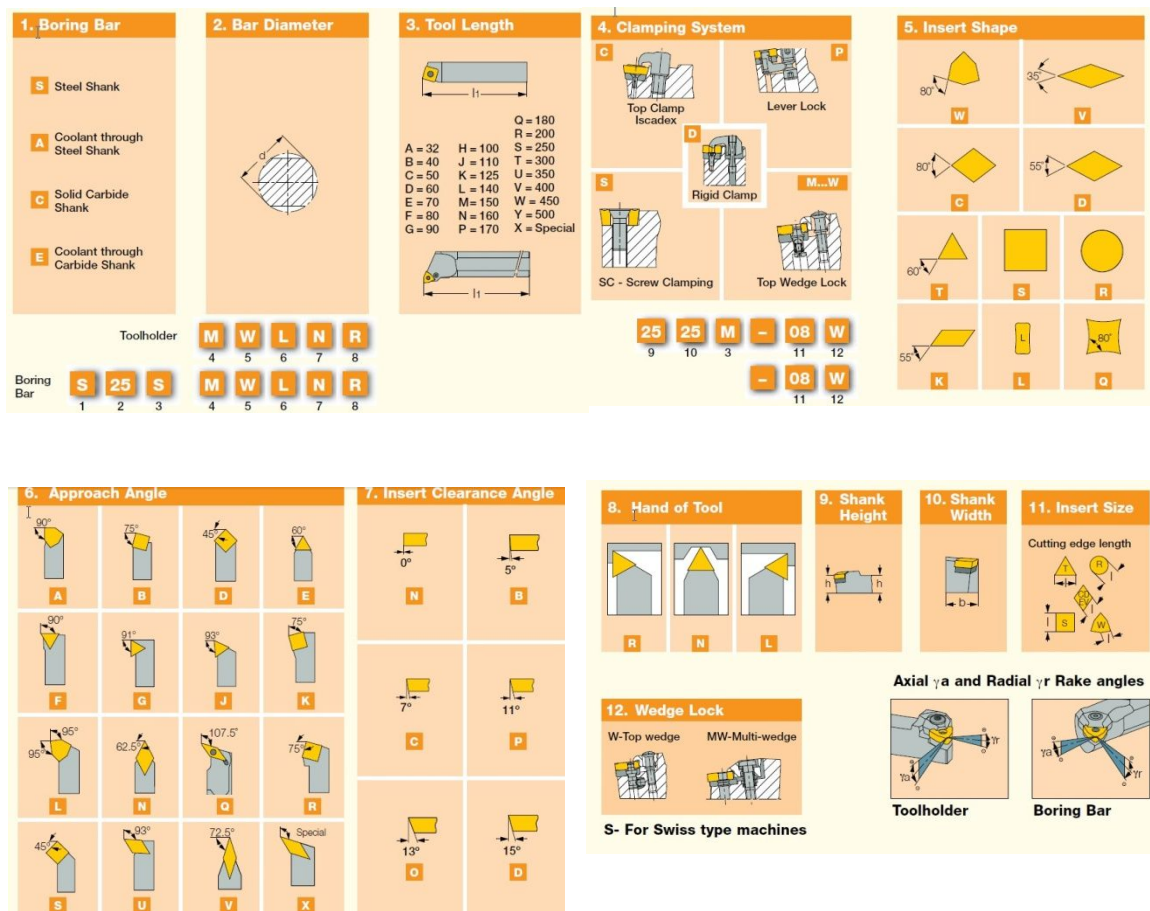 1. Boring Bar
S Steel Shank
A Coolant through
Steel Shank
C Solid Carbide
Shank
E Coolant through
Carbide Shank
2. Bar Diameter
d
3. Tool Length
l1
Q = 180
R = 200
A = 32 H = 100 S = 250
B = 40 J = 110 T = 300
C = 50 K = 125 U = 350
D = 60 L = 140 V = 400
E = 70 M = 150 W = 450
F = 80 N = 160 Y = 500
G = 90 P = 170 X = Special
l1
4. Clamping System
C
Top Clamp
Iscadex
P
Lever Lock
D
Rigid Clamp
S
SC - Screw Clamping
M...W
Top Wedge Lock
5. Insert Shape
80°
W
35°
V
80°
C
55°
D
60°
T
S
R
55°
K
L
L
80°
Q
Toolholder M W L N R
4 5 6 7 8
25 25 M - 08 W
9 10 3 11 12
Boring
Bar
S 25 S M W L N R
1 2 3 4 5 6 7 8
- 08 W
11 12
6. Approach Angle
90°
A
75°
B
45°
D
60°
E
90°
F
91°
G
93°
J
75°
K
95°
95°
L
62.5°
N
107.5°
Q
75°
R
45°
S
93°
U
72.5°
V
Special
X
7. Insert Clearance Angle
0°
N
5°
B
7°
C
11°
P
13°
O
15°
D
8. Hand of Tool
R N L
9. Shank
Height
h h
10. Shank
Width
b
11. Insert Size
Cutting edge length
T R
l l
S W
l l
12. Wedge Lock
W-Top wedge MW-Multi-wedge
S- For Swiss type machines
Axial γa and Radial γr Rake angles
γr
γa
Toolholder
γa
γr
Boring Bar